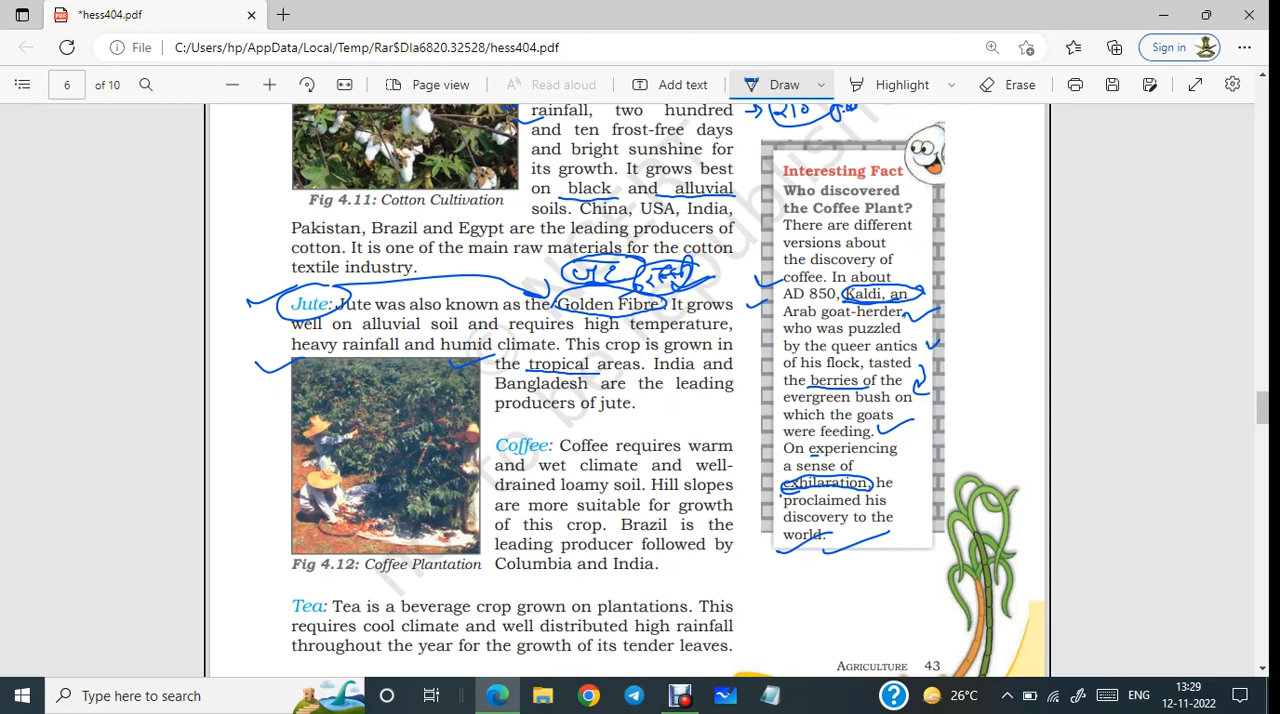 *hess404.pdf
File
C:/Users/hp/AppData/Local/Temp/Rar$DIa6820.32528/hess404.pdf
Sign in
6 of 10
Page view
Read aloud
Add text
Draw
Highlight
Erase
rainfall, two hundred
and ten frost-free days
and bright sunshine for
its growth. It grows best
on black and alluvial
soils. China, USA, India,
Fig 4.11: Cotton Cultivation
Pakistan, Brazil and Egypt are the leading producers of
cotton. It is one of the main raw materials for the cotton
textile industry.
Jute: Jute was also known as the 'Golden Fibre'. It grows
well on alluvial soil and requires high temperature,
heavy rainfall and humid climate. This crop is grown in
the tropical areas. India and
Bangladesh are the leading
producers of jute.
Coffee: Coffee requires warm
and wet climate and well-
drained loamy soil. Hill slopes
are more suitable for growth
of this crop. Brazil is the
leading producer followed by
Columbia and India.
Fig 4.12: Coffee Plantation
Tea: Tea is a beverage crop grown on plantations. This
requires cool climate and well distributed high rainfall
throughout the year for the growth of its tender leaves.
210
Interesting Fact
Who discovered
the Coffee Plant?
There are different
versions about
the discovery of
coffee. In about
AD 850, Kaldi, an
Arab goat-herder,
who was puzzled
by the queer antics
of his flock, tasted
the berries of the
evergreen bush on
which the goats
were feeding.
On experiencing
a sense of
exhilaration, he
proclaimed his
discovery to the
world.
AGRICULTURE 43
Type here to search
26°C
ENG
13:29
12-11-2022